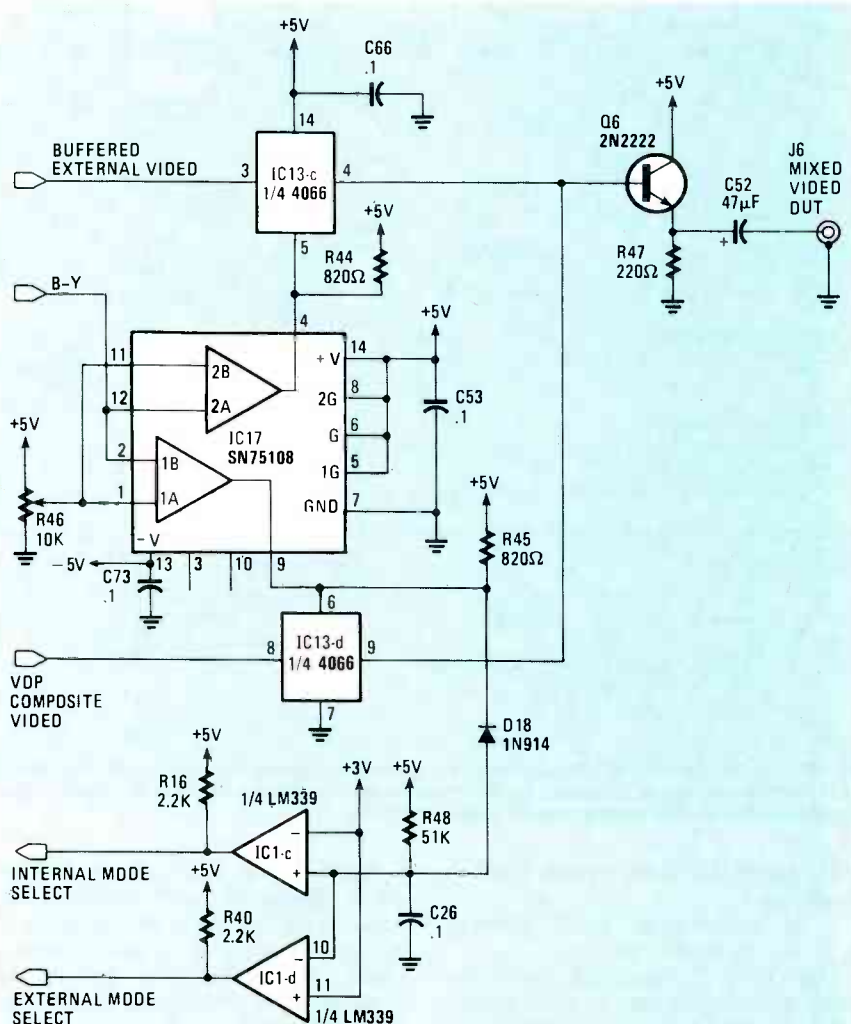 +5V
C66
.1
14
BUFFERED
EXTERNAL VIDEO
3
IC13-c
1/4 4066
4
5
+5V
Q6
2N2222
J6
MIXED
VIDEO
OUT
C52
47µF
+
R47
220Ω
+5V
R44
820Ω
B-Y
4
11
2B
12
2A
IC17
SN75108
2
1B
1
1A
+V
14
2G
8
G
6
1G
5
GND
7
+5V
C53
.1
+5V
R46
10K
-V
-5V
C73
.1
13
3
10
9
+5V
R45
820Ω
6
8
IC13-d
1/4 4066
9
7
VDP
COMPOSITE
VIDEO
D18
1N914
+5V
R16
2.2K
1/4 LM339
+3V
+5V
R48
51K
-
IC1-c
+
INTERNAL MODE
SELECT
+5V
R40
2.2K
C26
.1
10
-
IC1-d
11
+
EXTERNAL MODE
SELECT
1/4 LM339